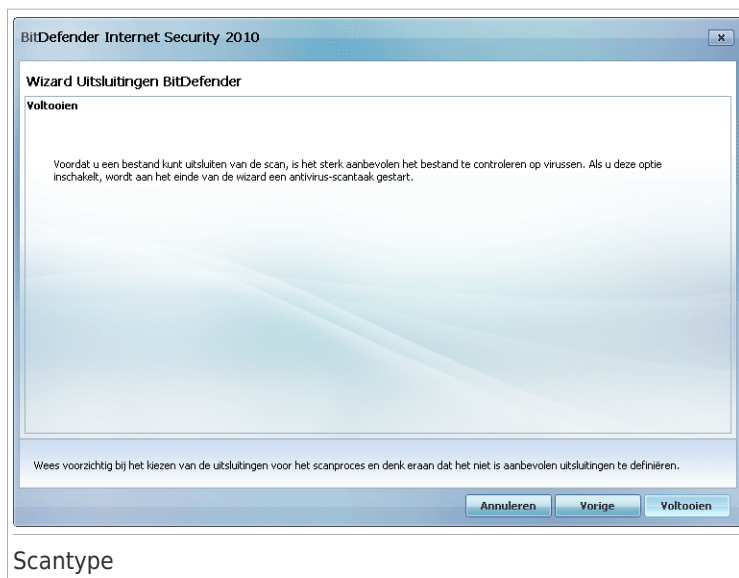 BitDefender Internet Security 2010
x
Wizard Uitsluitingen BitDefender
Voltooien
Voordat u een bestand kunt uitsluiten van de scan, is het sterk aanbevolen het bestand te controleren op virussen. Als u deze optie
inschakelt, wordt aan het einde van de wizard een antivirus-scantaak gestart.
Wees voorzichtig bij het kiezen van de uitsluitingen voor het scanproces en denk eraan dat het niet is aanbevolen uitsluitingen te definiëren.
Annuleren Vorige Voltooien
Scantype